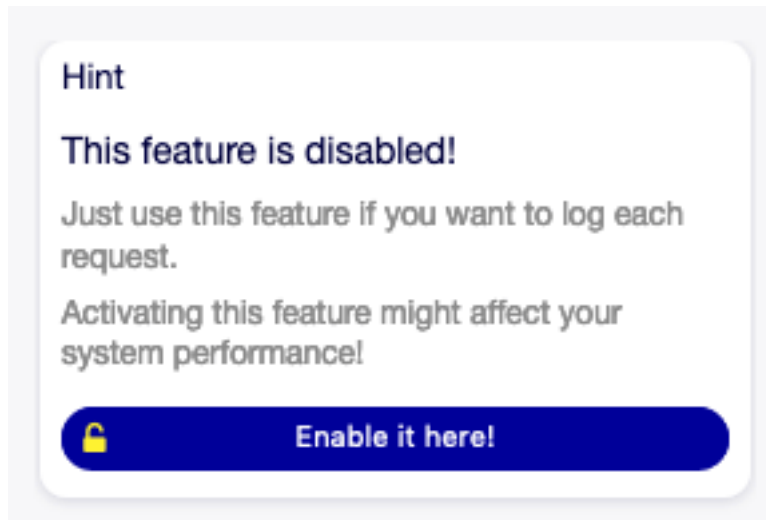 Hint
This feature is disabled!
Just use this feature if you want to log each
request.
Activating this feature might affect your
system performance!
Enable it here!